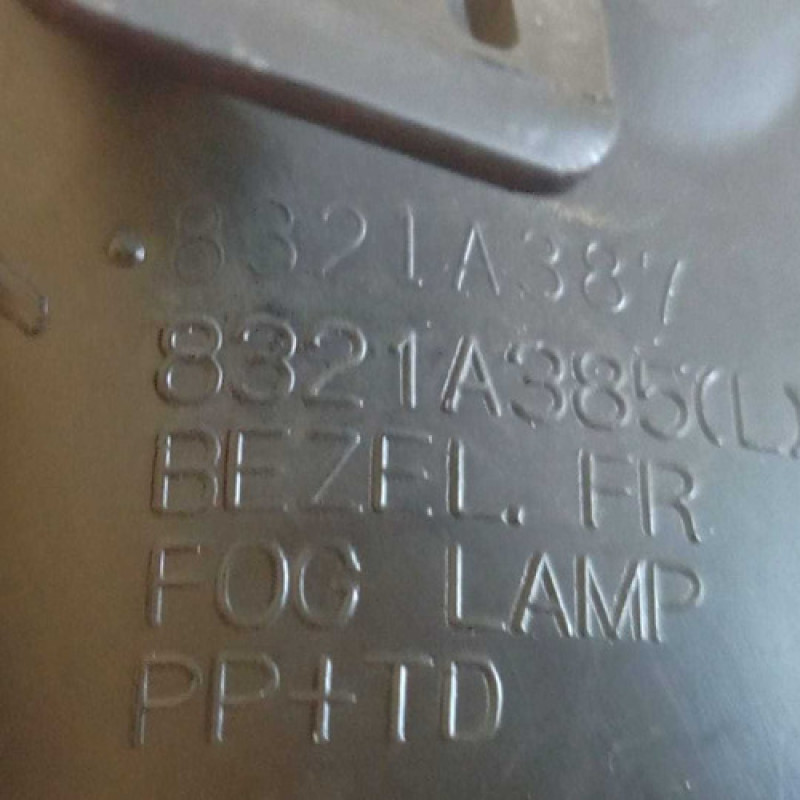 8321A387
8321A385(L)
BEZEL. FR
FOG LAMP
PP+TD